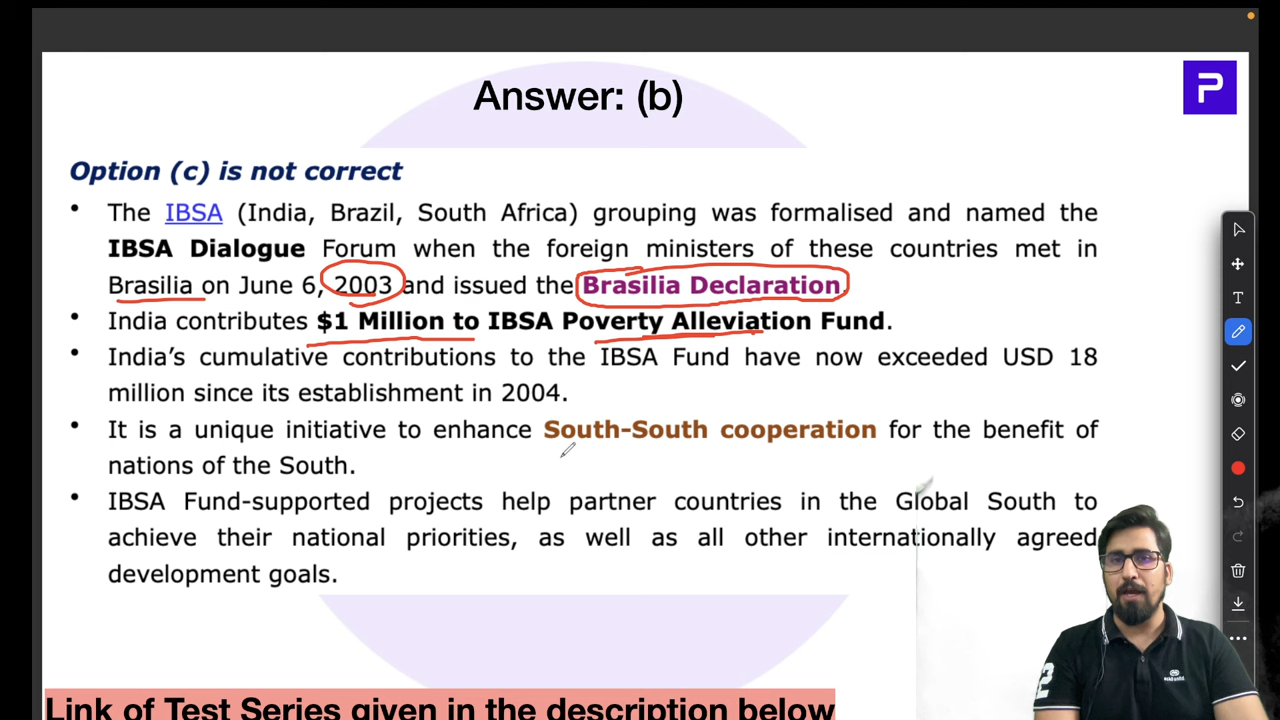 Answer: (b)
P
Option (c) is not correct
• The IBSA (India, Brazil, South Africa) grouping was formalised and named the
IBSA Dialogue Forum when the foreign ministers of these countries met in
Brasilia on June 6, 2003 and issued the Brasilia Declaration.
• India contributes $1 Million to IBSA Poverty Alleviation Fund.
• India’s cumulative contributions to the IBSA Fund have now exceeded USD 18
million since its establishment in 2004.
• It is a unique initiative to enhance South-South cooperation for the benefit of
nations of the South.
• IBSA Fund-supported projects help partner countries in the Global South to
achieve their national priorities, as well as all other internationally agreed
development goals.
T
2
Link of Test Series given in the description below